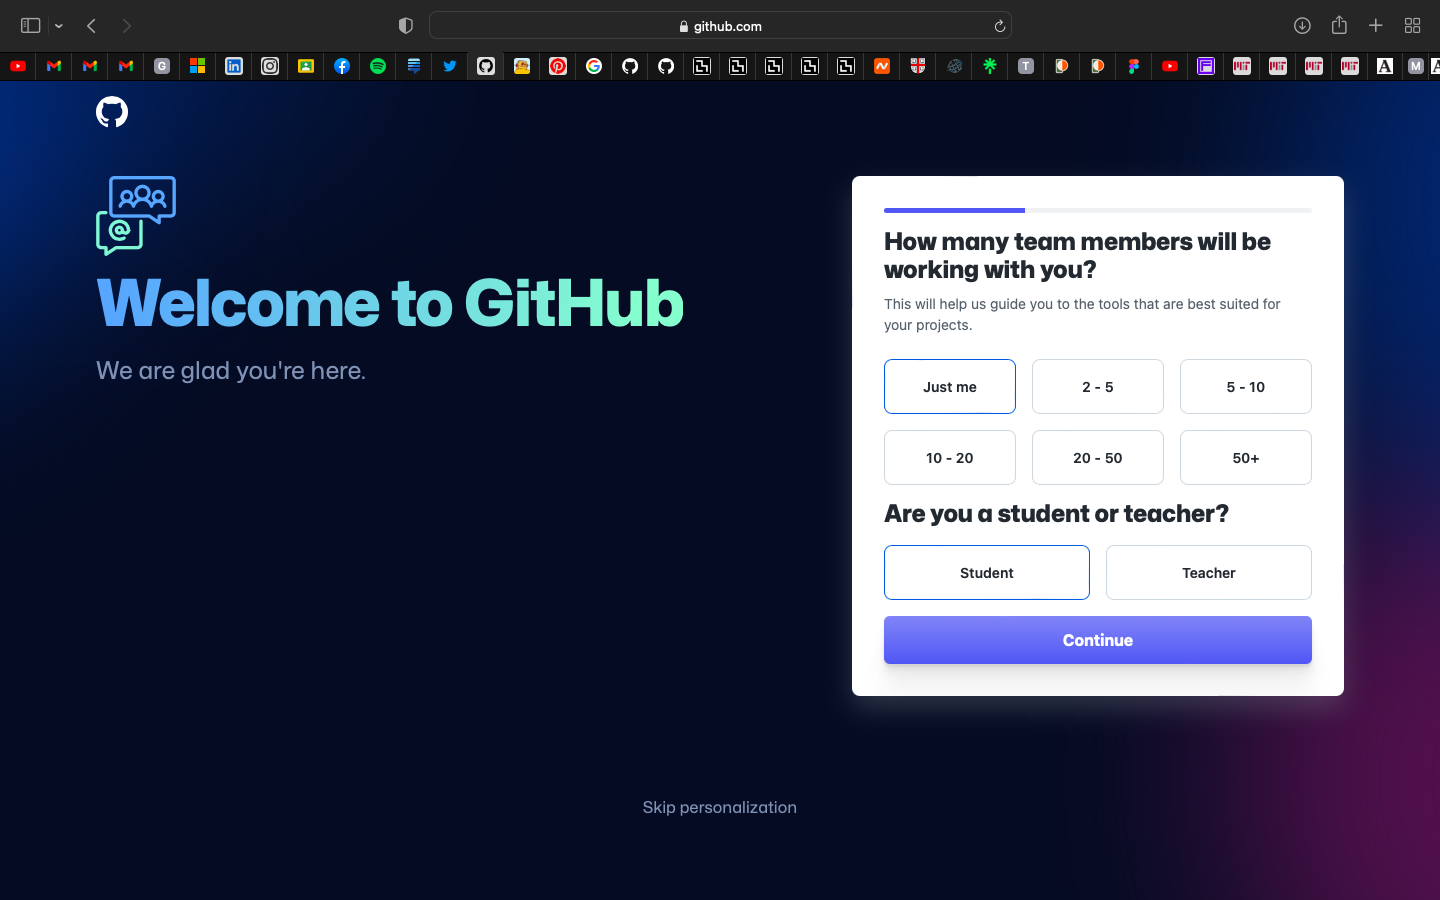 github.com
Welcome to GitHub
We are glad you're here.
How many team members will be
working with you?
This will help us guide you to the tools that are best suited for
your projects.
Just me
2 - 5
5 - 10
10 - 20
20 - 50
50+
Are you a student or teacher?
Student
Teacher
Continue
Skip personalization